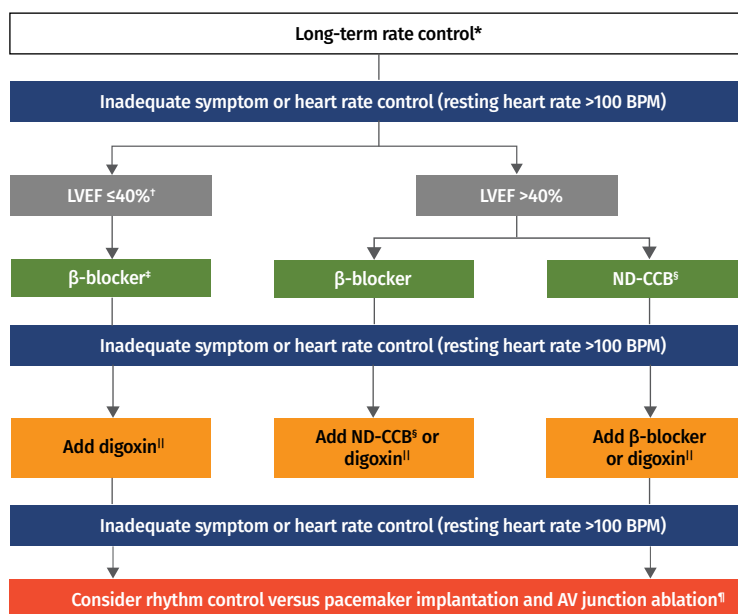 Long-term rate control*
Inadequate symptom or heart rate control (resting heart rate >100 BPM)
LVEF ≤40%†
LVEF >40%
β-blocker‡
β-blocker
ND-CCB§
Inadequate symptom or heart rate control (resting heart rate >100 BPM)
Add digoxin||
Add ND-CCB§ or
digoxin||
Add β-blocker
or digoxin||
Inadequate symptom or heart rate control (resting heart rate >100 BPM)
Consider rhythm control versus pacemaker implantation and AV junction ablation¶